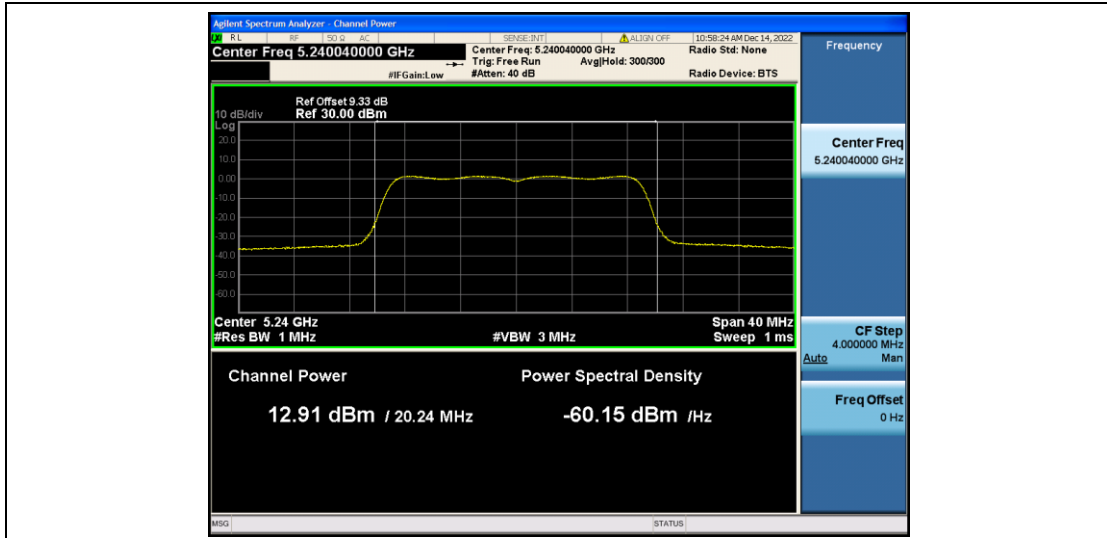 Agilent Spectrum Analyzer - Channel Power
RL RF 50 Ω AC SENSE:INT ALIGN OFF 10:58:24 AM Dec 14, 2022
Center Freq 5.240040000 GHz
Center Freq: 5.240040000 GHz Radio Std: None
Trig: Free Run Avg|Hold: 300/300
#IFGain:Low #Atten: 40 dB Radio Device: BTS
Frequency
Ref Offset 9.33 dB
10 dB/div Ref 30.00 dBm
Log
20.0
10.0
0.00
-10.0
-20.0
-30.0
-40.0
-50.0
-60.0
Center 5.24 GHz Span 40 MHz
#Res BW 1 MHz #VBW 3 MHz Sweep 1 ms
Channel Power Power Spectral Density
12.91 dBm / 20.24 MHz -60.15 dBm /Hz
Center Freq
5.240040000 GHz
CF Step
4.000000 MHz
Auto Man
Freq Offset
0 Hz
MSG STATUS